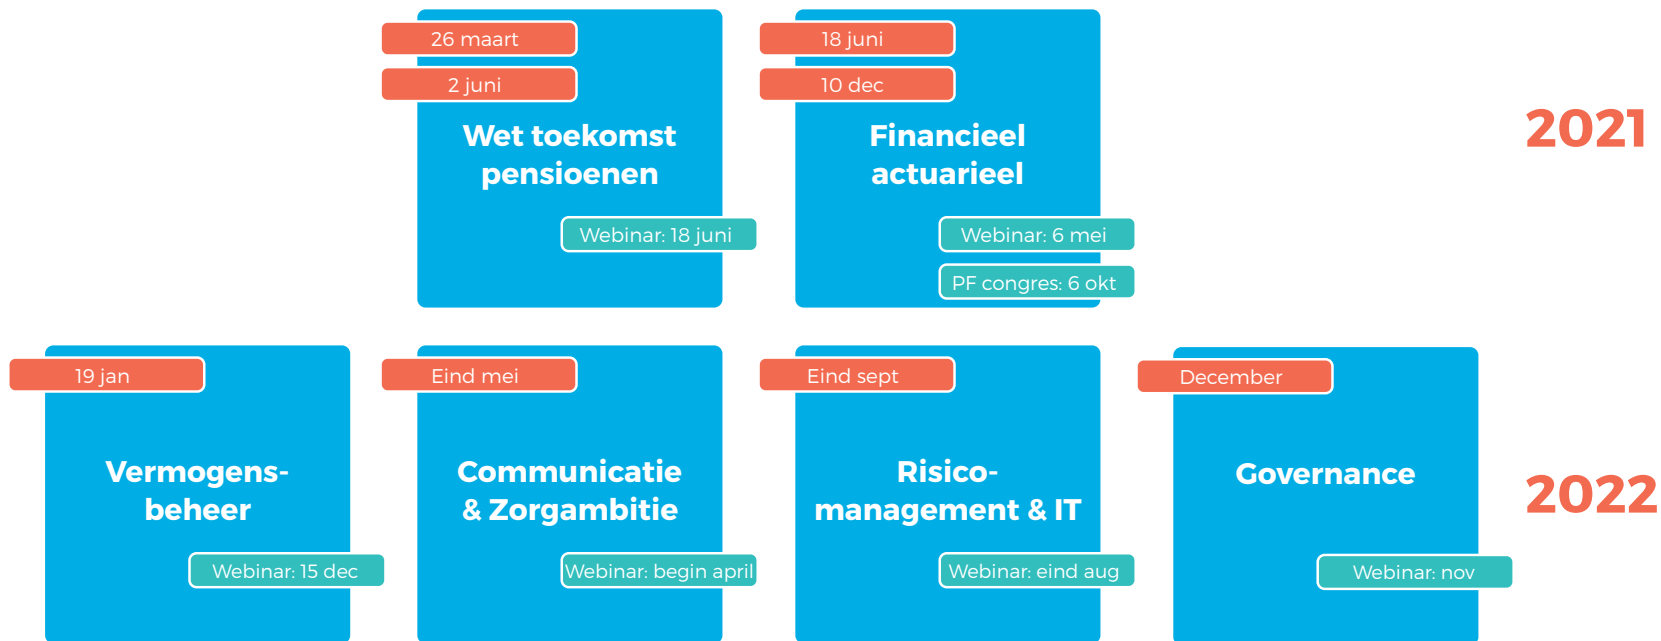 26 maart
2 juni
Wet toekomst
pensioenen
Webinar: 18 juni
18 juni
10 dec
Financieel
actuarieel
Webinar: 6 mei
PF congres: 6 okt
2021
19 jan
Vermogens-
beheer
Webinar: 15 dec
Eind mei
Communicatie
& Zorgambitie
Webinar: begin april
Eind sept
Risico-
management & IT
Webinar: eind aug
December
Governance
Webinar: nov
2022